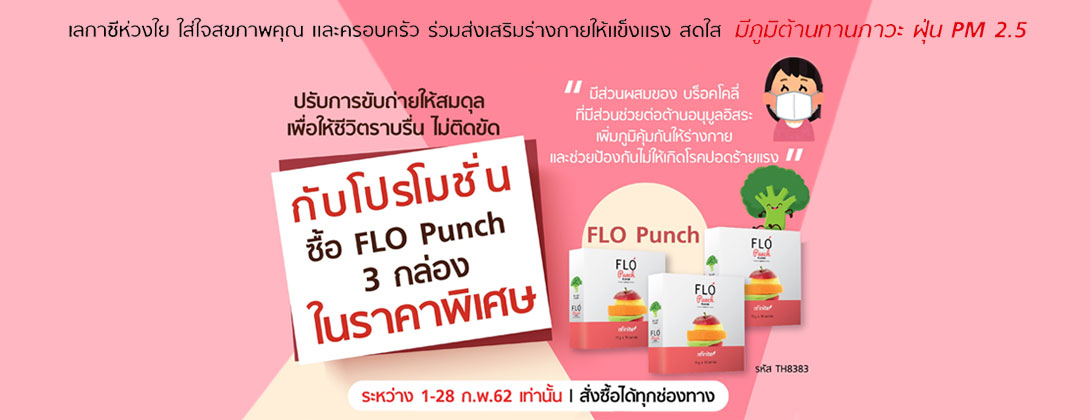 เลกาซีห่วงใย ใส่ใจสุขภาพคุณ และครอบครัว ร่วมส่งเสริมร่างกายให้แข็งแรง สดใส มีภูมิต้านทานภาวะ ฝุ่น PM 2.5
ปรับการขับถ่ายให้สมดุล
เพื่อให้ชีวิตราบรื่น ไม่ติดขัด
กับโปรโมชั่น
ซื้อ FLO Punch
3 กล่อง
ในราคาพิเศษ
“ มีส่วนผสมของ บร็อคโคลี่
ที่มีส่วนช่วยต่อต้านอนุมูลอิสระ
เพิ่มภูมิคุ้มกันให้ร่างกาย
และช่วยป้องกันไม่ให้เกิดโรคปอดร้ายแรง ”
FLO Punch
FLO
Punch
FLO
Punch
nfinite
FLO
Punch
nfinite
รหัส TH8383
ระหว่าง 1-28 ก.พ.62 เท่านั้น | สั่งซื้อได้ทุกช่องทาง